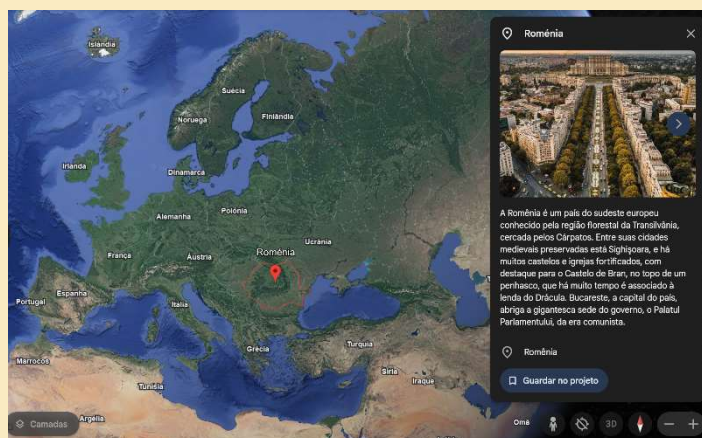 Islândia
Suécia
Finlândia
Noruega
Irlanda
Dinamarca
Polónia
Alemanha
Ucrânia
França
Áustria
Roménia
Espanha
Portugal
Itália
Grécia
Turquia
Síria
Iraque
Marrocos
Tunísia
Argélia
Omã
Camadas
Roménia
A Romênia é um país do sudeste europeu
conhecido pela região florestal da Transilvânia,
cercada pelos Cárpatos. Entre suas cidades
medievais preservadas está Sighişoara, e há
muitos castelos e igrejas fortificados, com
destaque para o Castelo de Bran, no topo de um
penhasco, que há muito tempo é associado à
lenda do Drácula. Bucareste, a capital do país,
abriga a gigantesca sede do governo, o Palatul
Parlamentului, da era comunista.
Romênia
Guardar no projeto
3D